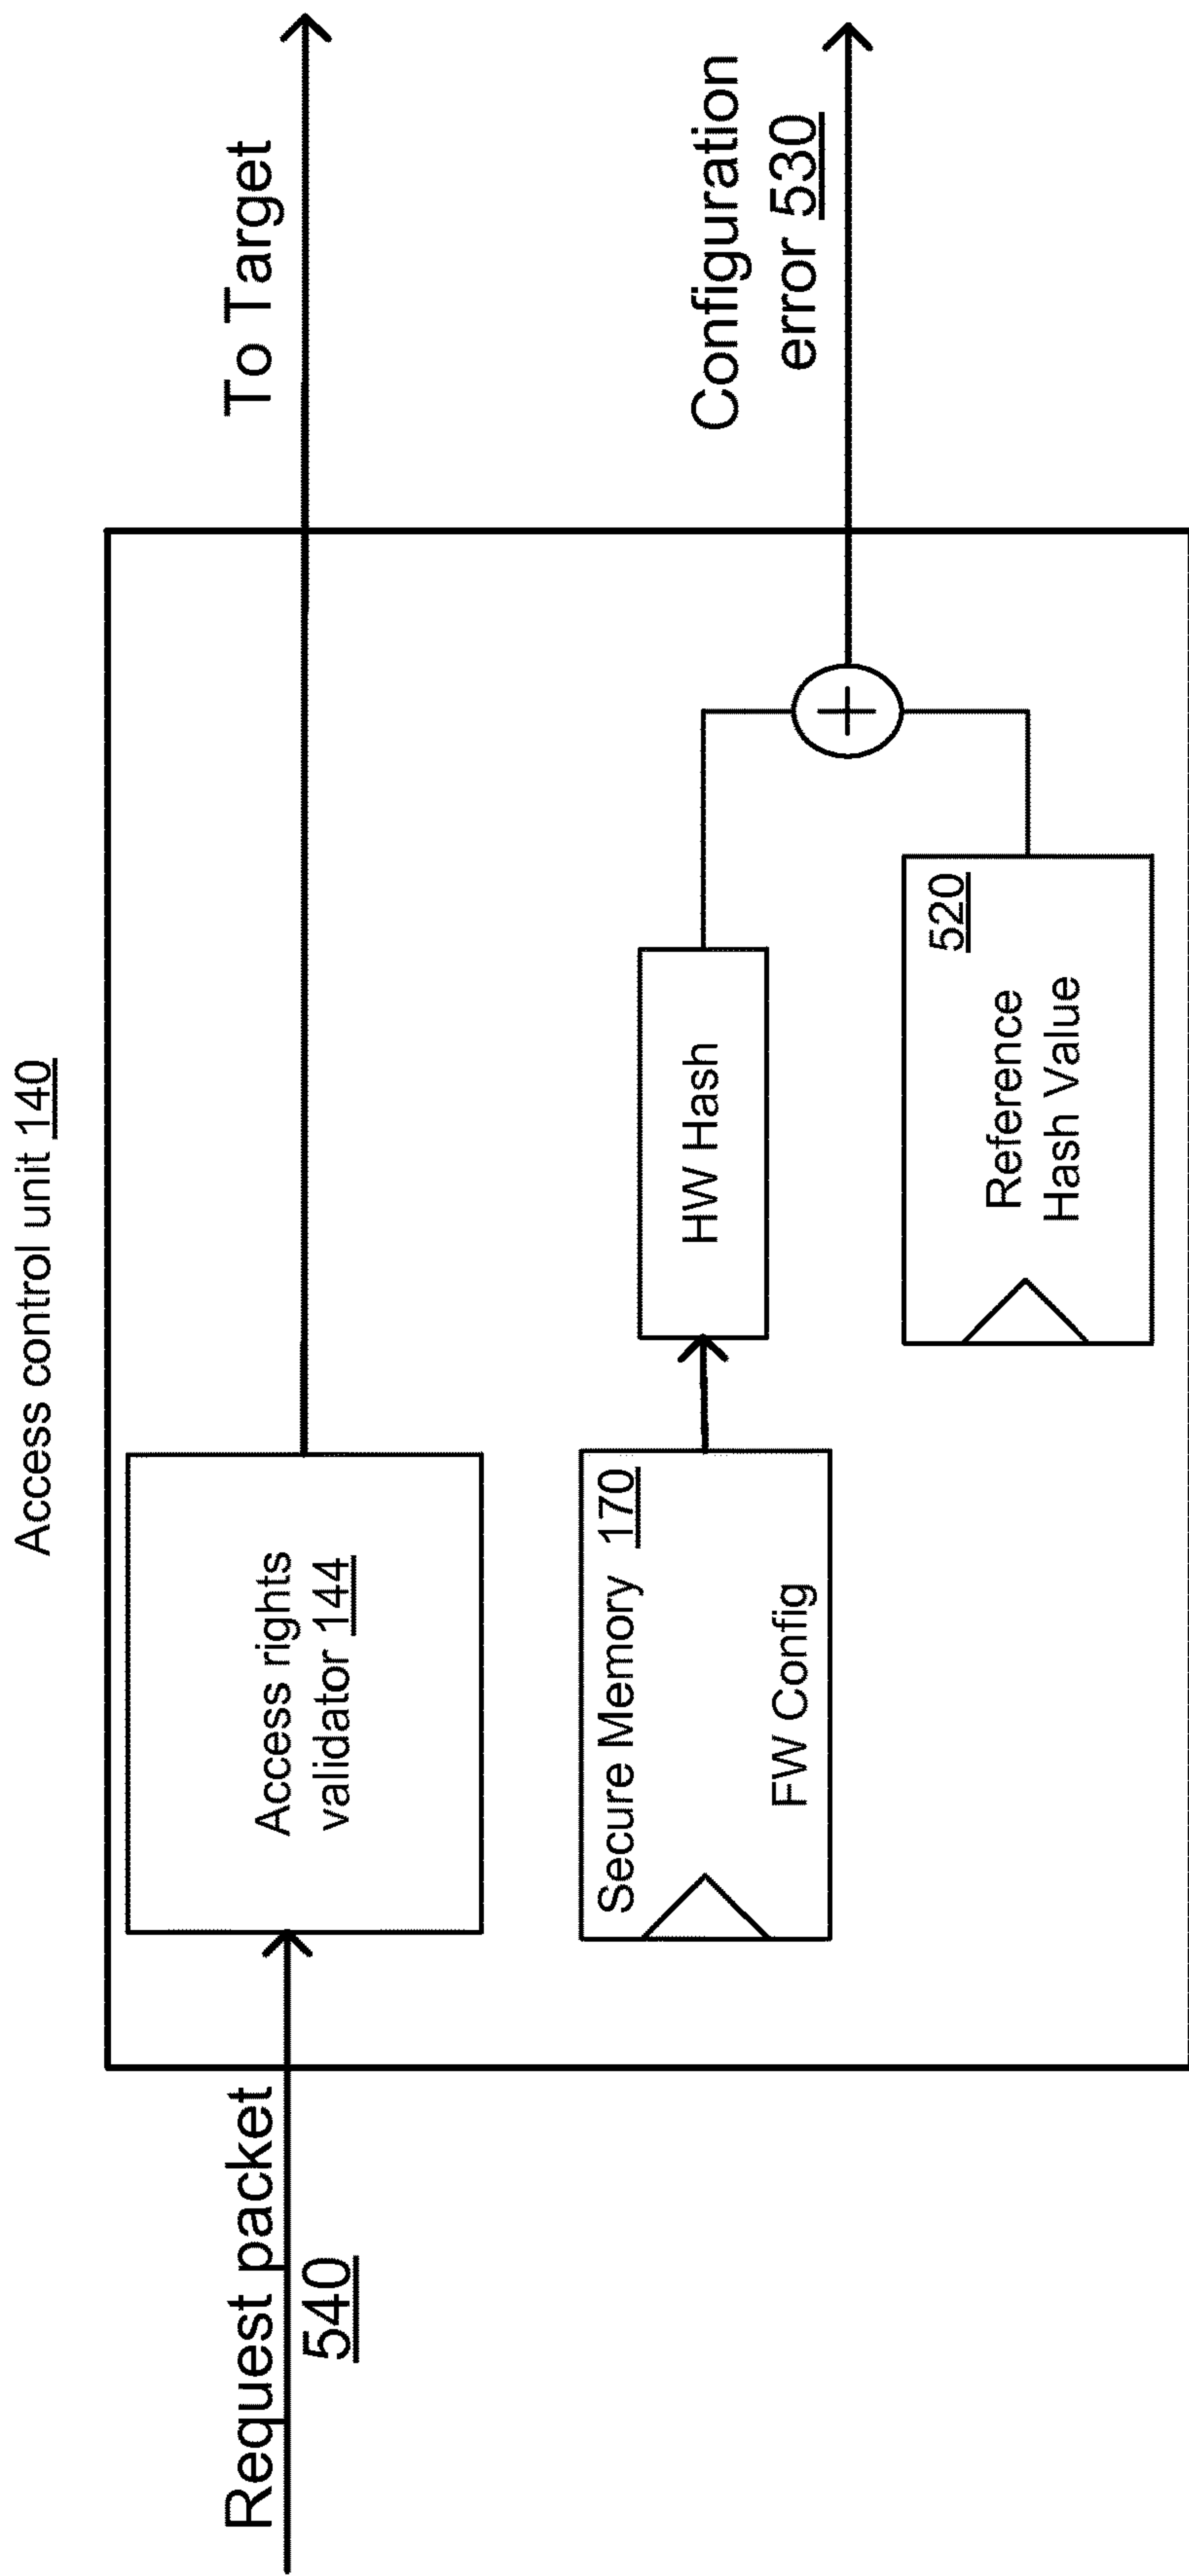 Access control unit 140
Request packet
540
Access rights
validator 144
To Target
Secure Memory 170
FW Config
HW Hash
520
Reference
Hash Value
+
Configuration
error 530